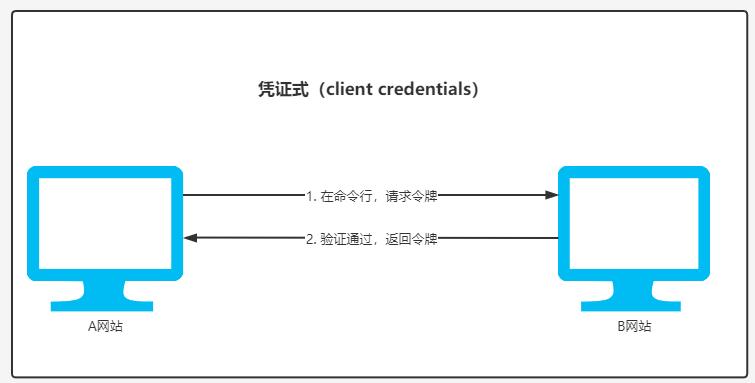 凭证式（client credentials）
1. 在命令行，请求令牌
2. 验证通过，返回令牌
A网站
B网站